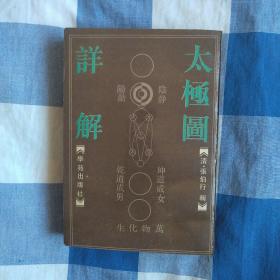 太極圖
詳解
【清·張伯行 輯】
【學苑出版社】
陰靜
陽動
坤道成女
乾道成男
萬物化生